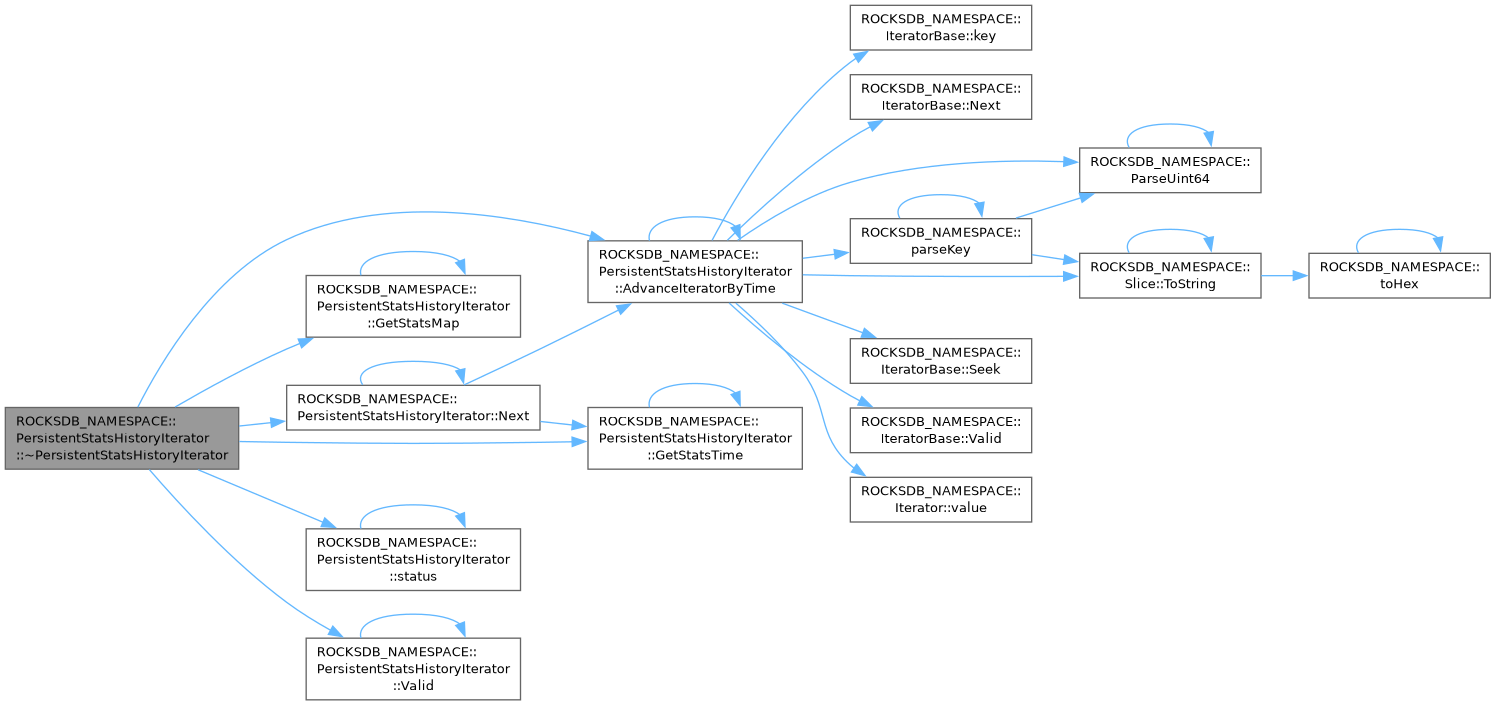 ROCKSDB_NAMESPACE::
PersistentStatsHistoryIterator
::~PersistentStatsHistoryIterator
ROCKSDB_NAMESPACE::
PersistentStatsHistoryIterator
::GetStatsMap
ROCKSDB_NAMESPACE::
PersistentStatsHistoryIterator::Next
ROCKSDB_NAMESPACE::
PersistentStatsHistoryIterator
::status
ROCKSDB_NAMESPACE::
PersistentStatsHistoryIterator
::Valid
ROCKSDB_NAMESPACE::
PersistentStatsHistoryIterator
::AdvanceIteratorByTime
ROCKSDB_NAMESPACE::
PersistentStatsHistoryIterator
::GetStatsTime
ROCKSDB_NAMESPACE::
IteratorBase::key
ROCKSDB_NAMESPACE::
IteratorBase::Next
ROCKSDB_NAMESPACE::
parseKey
ROCKSDB_NAMESPACE::
IteratorBase::Seek
ROCKSDB_NAMESPACE::
IteratorBase::Valid
ROCKSDB_NAMESPACE::
Iterator::value
ROCKSDB_NAMESPACE::
ParseUint64
ROCKSDB_NAMESPACE::
Slice::ToString
ROCKSDB_NAMESPACE::
toHex